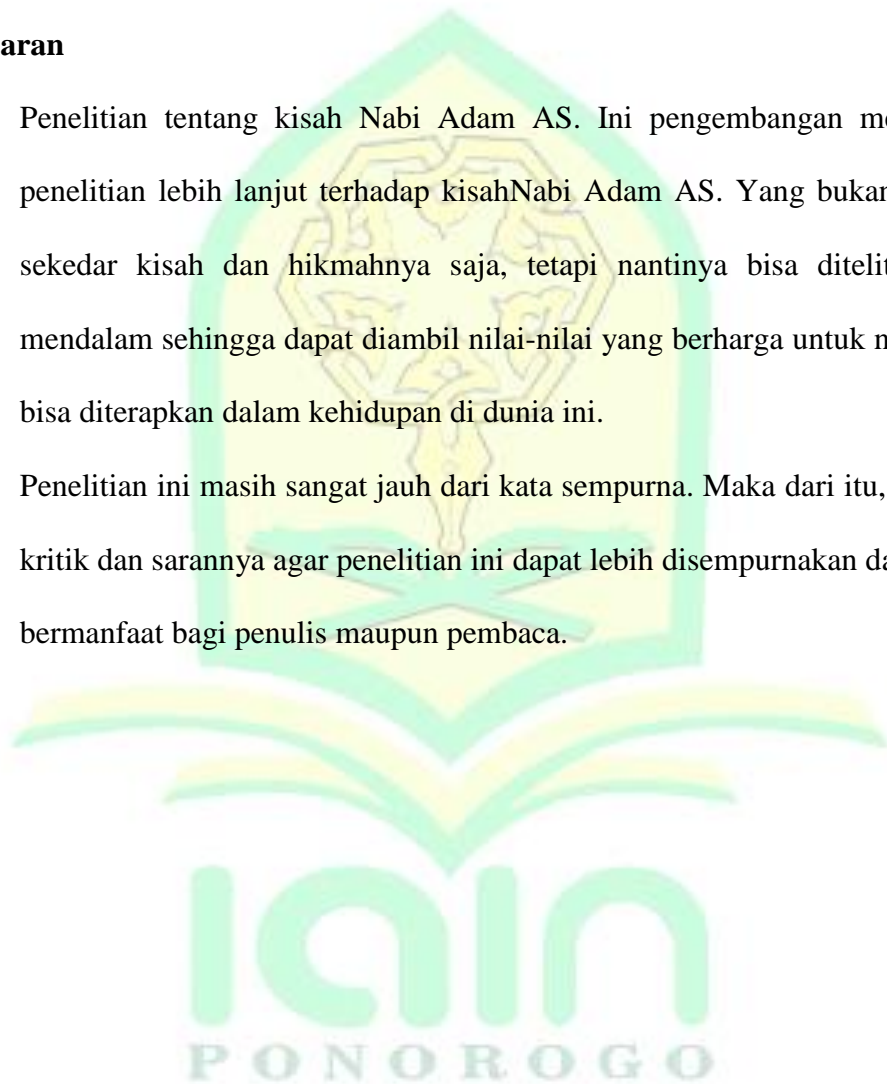 aran
Penelitian tentang kisah Nabi Adam AS. Ini pengembangan
penelitian lebih lanjut terhadap kisahNabi Adam AS. Yang bukan
sekedar kisah dan hikmahnya saja, tetapi nantinya bisa
mendalam sehingga dapat diambil nilai-nilai yang berharga untuk
bisa diterapkan dalam kehidupan di dunia ini.
Penelitian ini masih sangat jauh dari kata sempurna. Maka dari itu,
kritik dan sarannya agar penelitian ini dapat lebih disempurnakan
bermanfaat bagi penulis maupun pembaca.
iain
PONOROGO